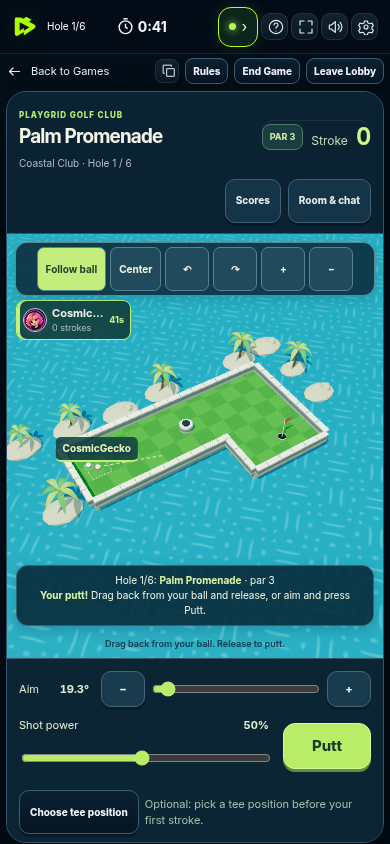 Hole 1/6
0:41
›
← Back to Games
Rules
End Game
Leave Lobby
PLAYGRID GOLF CLUB
Palm Promenade
PAR 3
Stroke 0
Coastal Club · Hole 1 / 6
Scores
Room & chat
Follow ball
Center
↶
↷
+
−
Cosmic...
0 strokes
41s
CosmicGecko
Hole 1/6: Palm Promenade · par 3
Your putt! Drag back from your ball and release, or aim and press
Putt.
Drag back from your ball. Release to putt.
Aim
19.3°
−
+
Shot power
50%
Putt
Choose tee position
Optional: pick a tee position before your
first stroke.